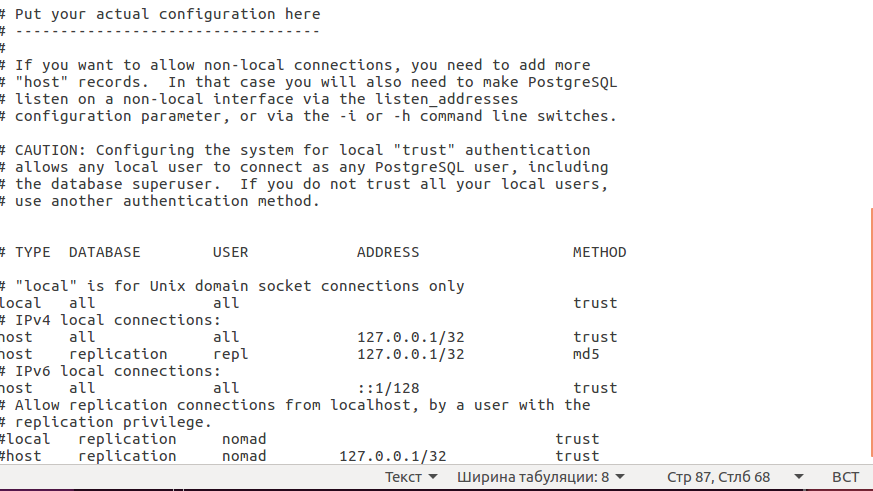 # Put your actual configuration here
# ----------------------------------
#
# If you want to allow non-local connections, you need to add more
# "host" records.  In that case you will also need to make PostgreSQL
# listen on a non-local interface via the listen_addresses
# configuration parameter, or via the -i or -h command line switches.

# CAUTION: Configuring the system for local "trust" authentication
# allows any local user to connect as any PostgreSQL user, including
# the database superuser.  If you do not trust all your local users,
# use another authentication method.


# TYPE  DATABASE        USER            ADDRESS                 METHOD

# "local" is for Unix domain socket connections only
local   all             all                                     trust
# IPv4 local connections:
host    all             all             127.0.0.1/32            trust
host    replication     repl            127.0.0.1/32            md5
# IPv6 local connections:
host    all             all             ::1/128                 trust
# Allow replication connections from localhost, by a user with the
# replication privilege.
#local   replication     nomad                                trust
#host    replication     nomad        127.0.0.1/32            trust
Текст Ширина табуляции: 8 Стр 87, Стлб 68 ВСТ